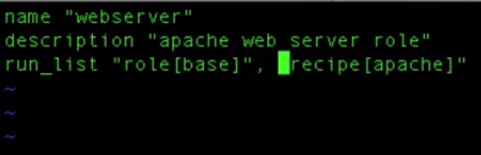 name "webserver"
description "apache web server role"
run_list "role[base]", "recipe[apache]"
~
~
~